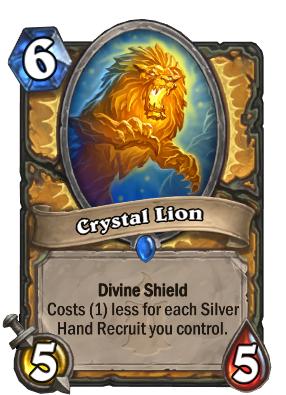 6
Crystal Lion
Divine Shield
Costs (1) less for each Silver
Hand Recruit you control.
5 5